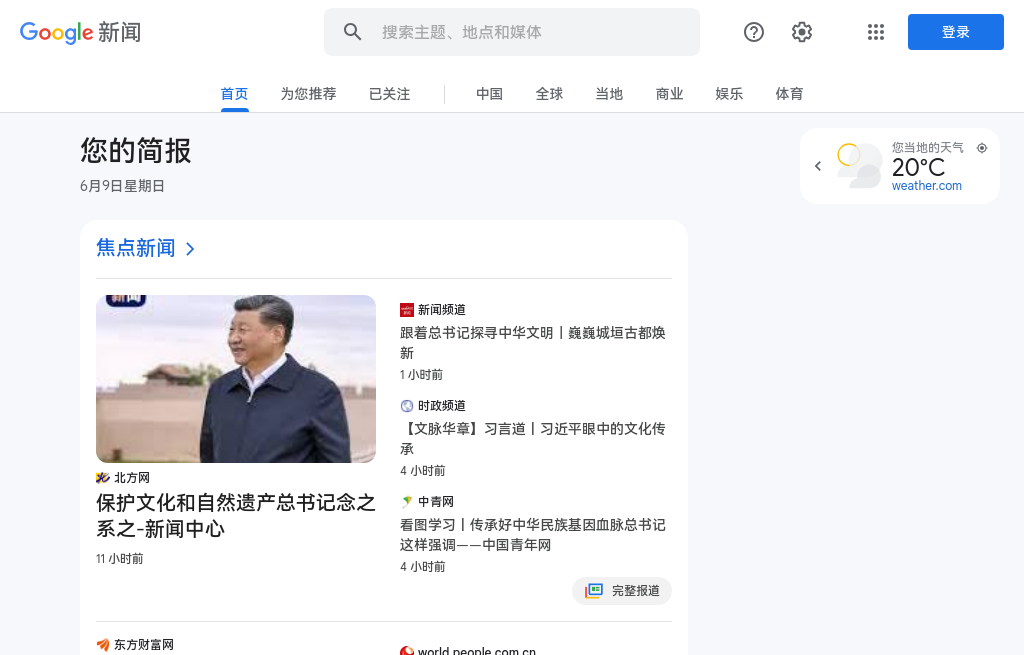 Google 新闻
搜索主题、地点和媒体
登录
首页
为您推荐
已关注
中国
全球
当地
商业
娱乐
体育
您的简报
6月9日星期日
您当地的天气
20°C
weather.com
焦点新闻
新闻
北方网
保护文化和自然遗产总书记念之
系之-新闻中心
11 小时前
新闻频道
跟着总书记探寻中华文明丨巍巍城垣古都焕
新
1 小时前
时政频道
【文脉华章】习言道丨习近平眼中的文化传
承
4 小时前
中青网
看图学习丨传承好中华民族基因血脉总书记
这样强调——中国青年网
4 小时前
完整报道
东方财富网
world.people.com.cn